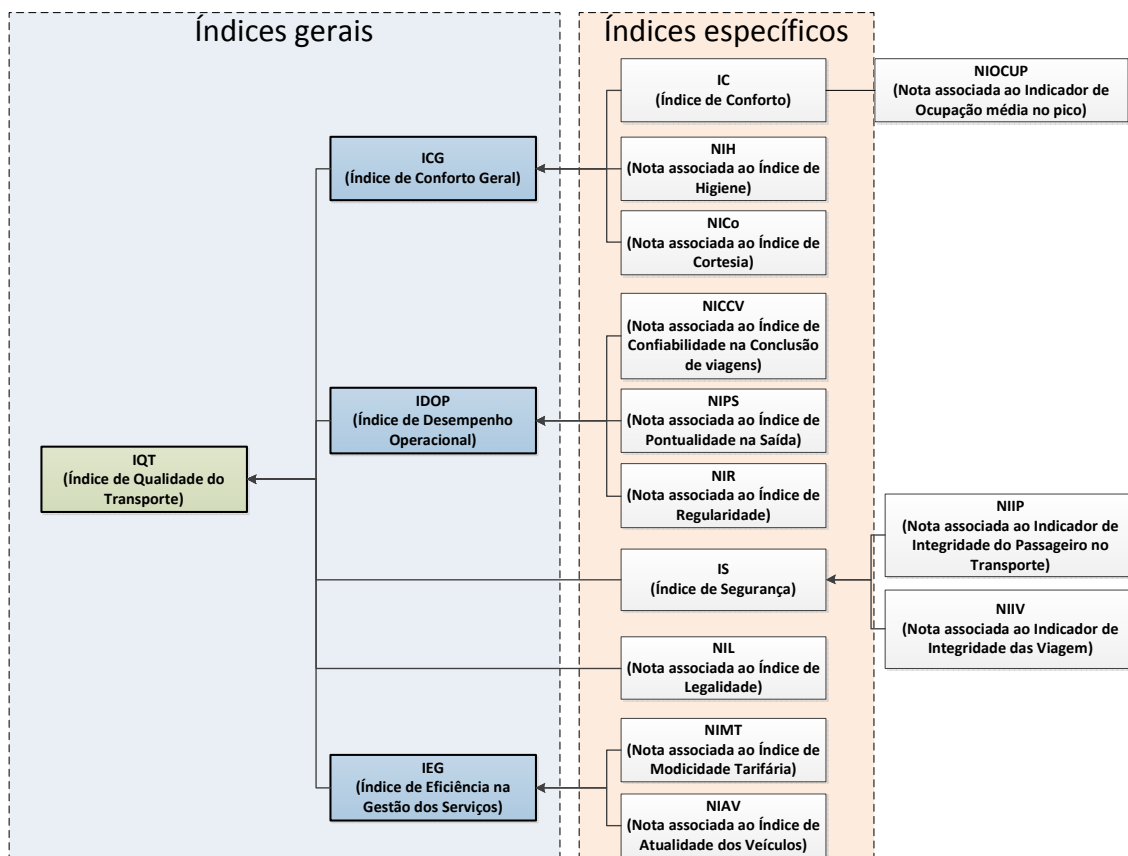 Índices gerais
Índices específicos
IC
(Índice de Conforto)
NIOCUP
(Nota associada ao Indicador de
Ocupação média no pico)
ICG
(Índice de Conforto Geral)
NIH
(Nota associada ao Índice de
Higiene)
NICo
(Nota associada ao Índice de
Cortesia)
NICCV
(Nota associada ao Índice de
Confiabilidade na Conclusão
de viagens)
IDOP
(Índice de Desempenho
Operacional)
NIPS
(Nota associada ao Índice de
Pontualidade na Saída)
IQT
(Índice de Qualidade do
Transporte)
NIR
(Nota associada ao Índice de
Regularidade)
NIIP
(Nota associada ao Indicador de
Integridade do Passageiro no
Transporte)
IS
(Índice de Segurança)
NIIV
(Nota associada ao Indicador de
Integridade das Viagem)
NIL
(Nota associada ao Índice de
Legalidade)
NIMT
(Nota associada ao Índice de
Modicidade Tarifária)
IEG
(Índice de Eficiência na
Gestão dos Serviços)
NIAV
(Nota associada ao Índice de
Atualidade dos Veículos)